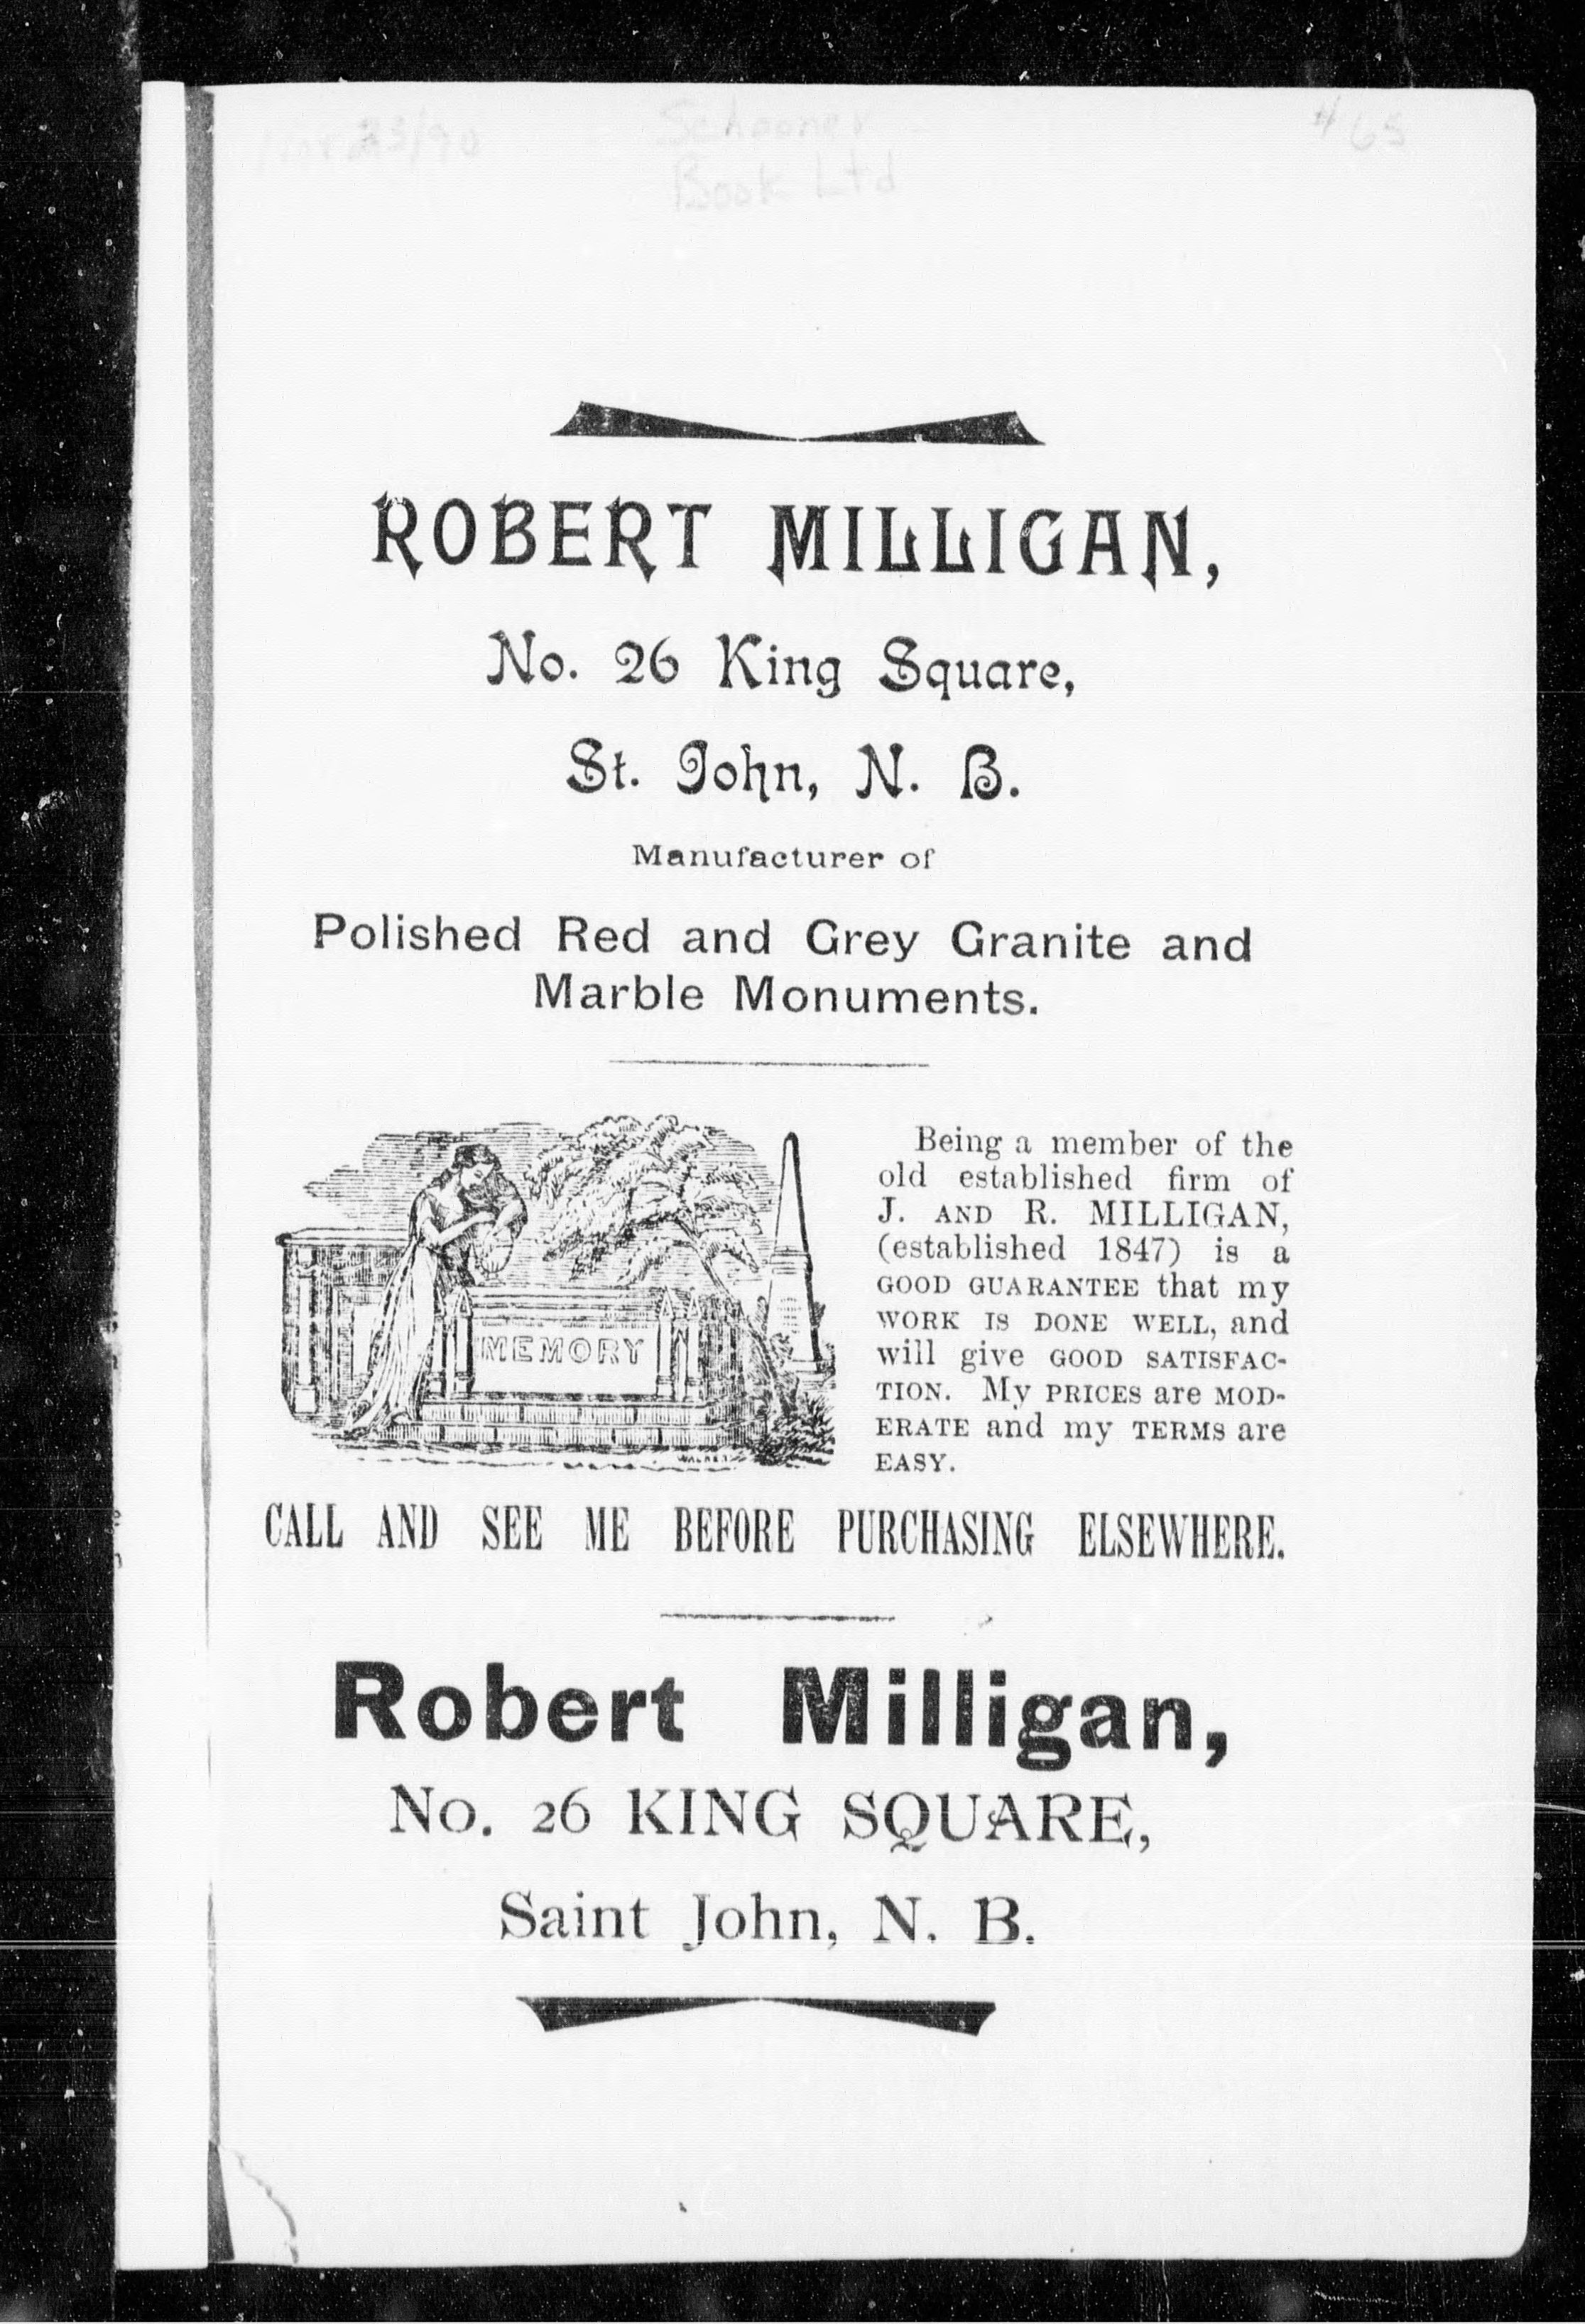 Schooner
Book Ltd
# 65
ROBERT MILLIGAN,
No. 26 King Square,
St. John, N. B.
Manufacturer of
Polished Red and Grey Granite and
Marble Monuments.
MEMORY
Being a member of the
old established firm of
J. AND R. MILLIGAN,
(established 1847) is a
GOOD GUARANTEE that my
WORK IS DONE WELL, and
will give GOOD SATISFAC-
TION. My PRICES are MOD-
ERATE and my TERMS are
EASY.
CALL AND SEE ME BEFORE PURCHASING ELSEWHERE.
Robert Milligan,
No. 26 KING SQUARE,
Saint John, N. B.